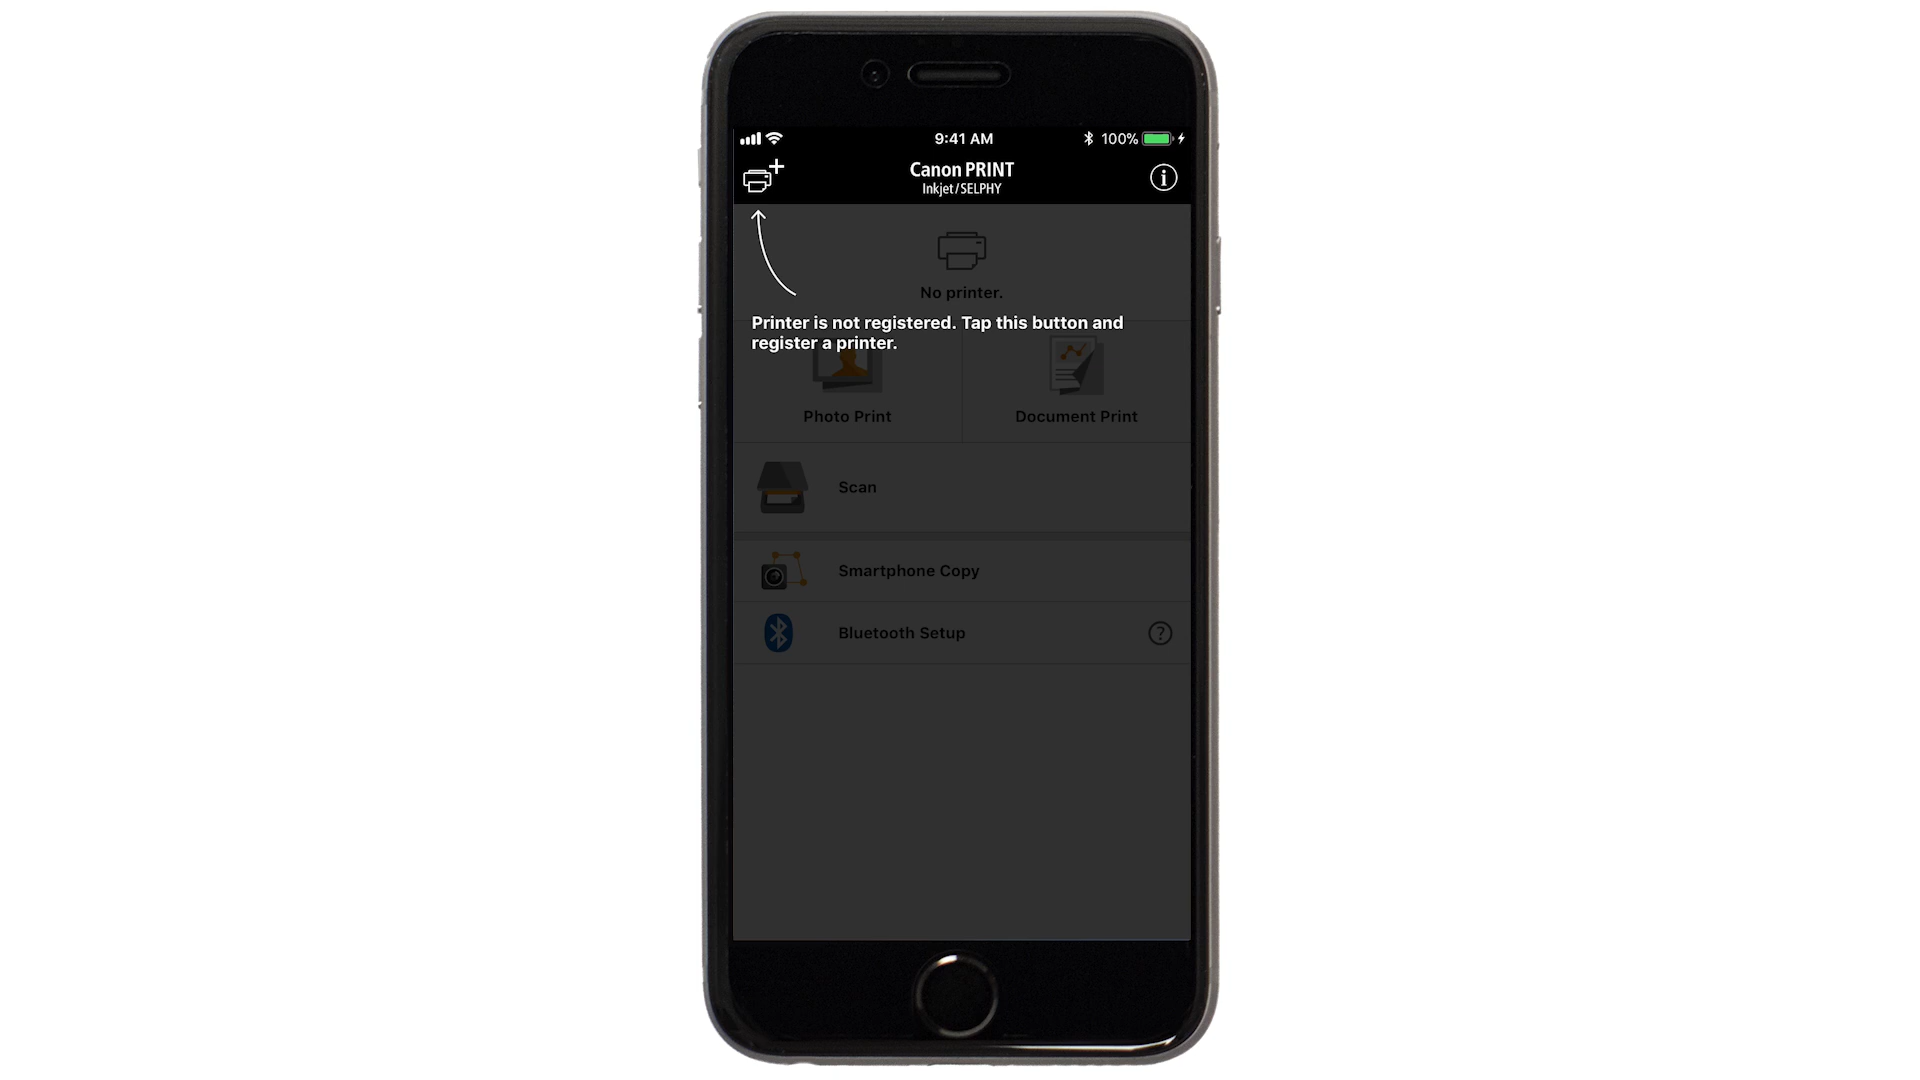 9:41 AM
100%
Canon PRINT
Inkjet/SELPHY
No printer.
Printer is not registered. Tap this button and
register a printer.
Photo Print
Document Print
Scan
Smartphone Copy
Bluetooth Setup